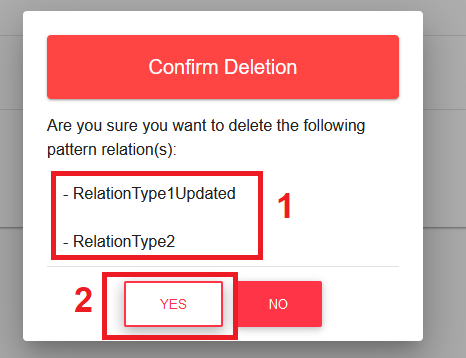 Confirm Deletion
Are you sure you want to delete the following
pattern relation(s):
- RelationType1Updated
1
- RelationType2
2
YES
NO